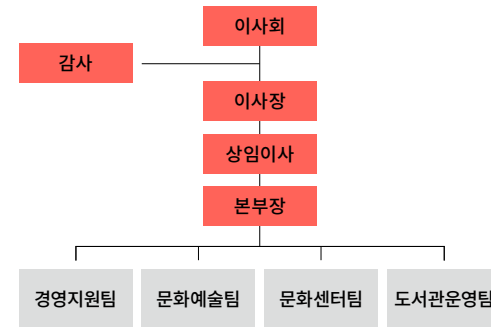 이사회
감사
이사장
상임이사
본부장
경영지원팀
문화예술팀
문화센터팀
도서관운영팀